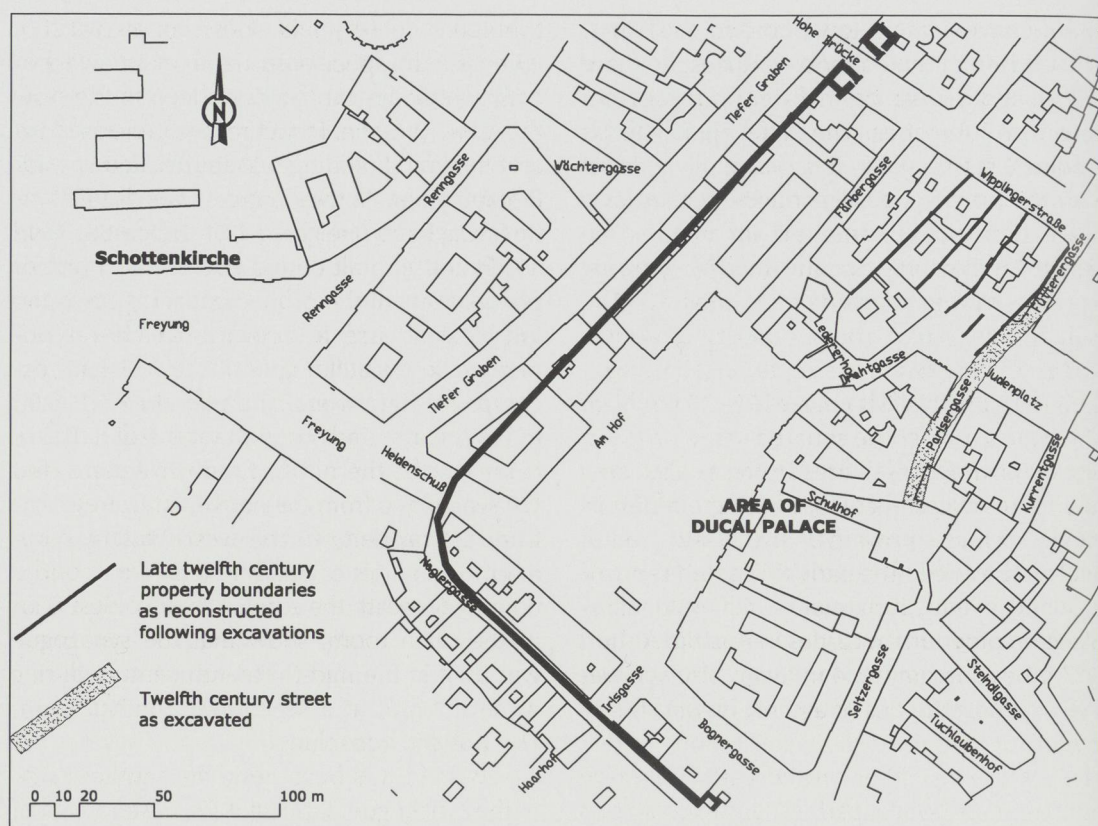 Hohe Brücke
Tiefer Graben
Wächtergasse
Renngasse
Färbergasse
Wipplingerstraße
Fütterergasse
Schottenkirche
Renngasse
Freyung
Ledererhof
Drahtgasse
Judenplatz
Parisergasse
Tiefer Graben
An Hof
Freyung
Heldenschuß
Kurrentgasse
Schulhof
AREA OF
DUCAL PALACE
Naglergasse
Late twelfth century
property boundaries
as reconstructed
following excavations
Twelfth century street
as excavated
Irisgasse
Bognergasse
Seitzergasse
Steindlgasse
Tuchlaubenhof
Haarhof
N
0 10 20 50 100 m